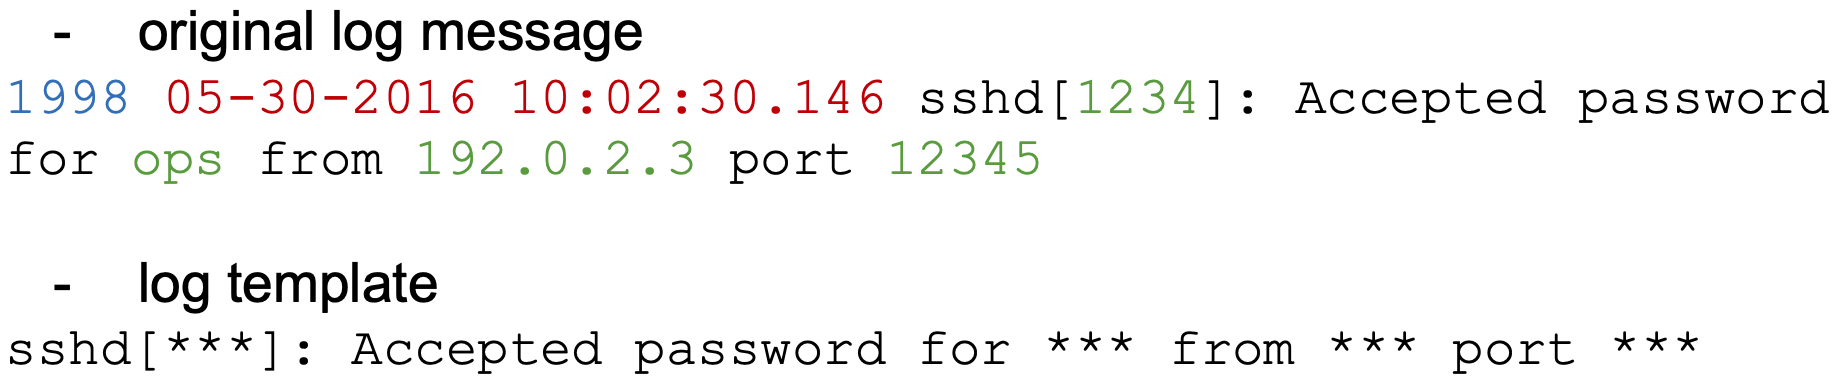 - original log message
1998 05-30-2016 10:02:30.146 sshd[1234]: Accepted password
for ops from 192.0.2.3 port 12345
- log template
sshd[***]: Accepted password for *** from *** port ***